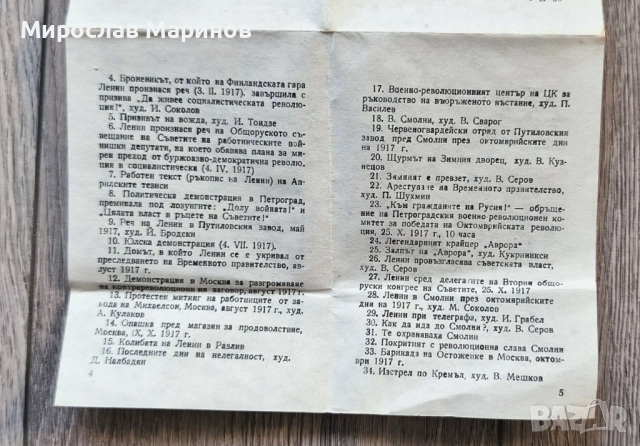 Мирослав Маринов
4. Броневикът, от който на Финландската гара
Ленин произнася реч (3. II. 1917). завършила с
призива „Да живее социалистическата револю-
ция!“, худ. И. Соколов
5. Призивът на вожда, худ. И. Тоидзе
6. Ленин произнася реч на Общоруското съ-
вещание на Съветите на работническите вой-
нишки депутати, на което обявава плана за ми-
рен преход от буржоазно-демократична револю-
ция в социалистическа (4. IV. 1917)
7. Работен текст (ръкопис на Ленин) на Ап-
рилските тезиси
8. Политическа демонстрация в Петроград,
преминала под лозунгите: „Долу войната!“ и
„Цялата власт в ръцете на Съветите!“
9. Реч на Ленин в Путиловския завод, май
1917, худ. И. Бродски
10. Юлска демонстрация (4. VII. 1917).
11. Домът, в който Ленин се е укривал от
преследването на Временното правителство, ав-
густ 1917 г.
12. Демонстрация в Москва за разгромяване
на контрареволюционния заговор, август 1917 г.
13. Протестен митинг на работниците от за-
вода на Михаелсон, Москва, август 1917 г., худ.
А. Кулаков
14. Опашка пред магазин за продоволствие,
Москва, IX, X. 1917 г.
15. Колибата на Ленин в Разлив
16. Последните дни на нелегалност, худ.
Д. Налбадян
4
17. Военно-революционният център на ЦК за
ръководство на въоръженото въстание, худ. П.
Василев
18. В Смолни, худ. В. Сварог
19. Червеногвардейски отряд от Путиловския
завод пред Смолни през октомврийските дни
на 1917 г.
20. Щурмът на Зимния дворец, худ. В. Куз-
нецов
21. Зимният е превзет, худ. В. Серов
22. Арестуване на Временното правителство,
худ. П. Шухмин
23. „Към гражданите на Русия!“ — обръще-
ние на Петроградския военно-революционен ко-
митет за победата на Октомврийската революция,
25. X. 1917 г., 10 часа
24. Легендарният крайцер „Аврора“
25. Залпът на „Аврора“, худ. Кукриникси
26. Ленин провъзгласява съветската власт,
худ. В. Серов
27. Ленин сред делегатите на Втория общо-
руски конгрес на Съветите, 25. X. 1917
28. Ленин в Смолни през октомврийските
дни на 1917 г., худ. М. Соколов
29. Ленин при телеграфа, худ. И. Грабел
30. Как да ида до Смолни?, худ. В. Серов
31. Те охраняваха Смолни
32. Покритият с революционна слава Смолни
33. Барикада на Остоженке в Москва, октом-
ври 1917 г.
34. Изстрел по Кремъл, худ. В. Мешков
5
BAZAR